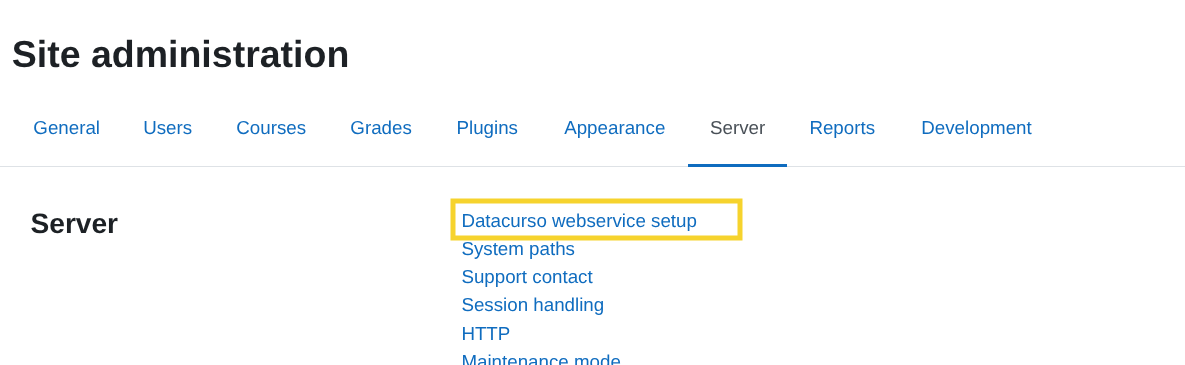 Site administration
General Users Courses Grades Plugins Appearance Server Reports Development
Server
Datacurso webservice setup
System paths
Support contact
Session handling
HTTP
Maintenance mode